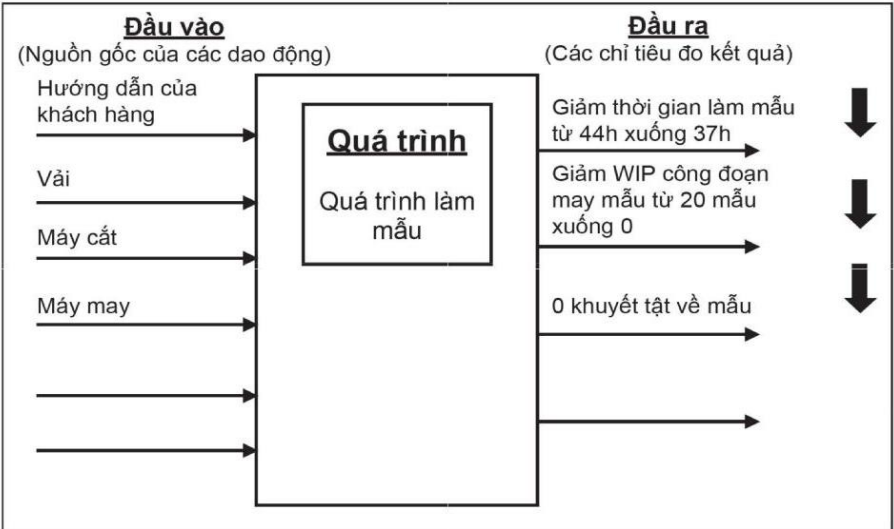 Đầu vào
(Nguồn gốc của các dao động)
Hướng dẫn của
khách hàng
Vải
Máy cắt
Máy may
Quá trình
Quá trình làm
mẫu
Đầu ra
(Các chỉ tiêu đo kết quả)
Giảm thời gian làm mẫu
từ 44h xuống 37h
Giảm WIP công đoạn
may mẫu từ 20 mẫu
xuống 0
0 khuyết tật về mẫu